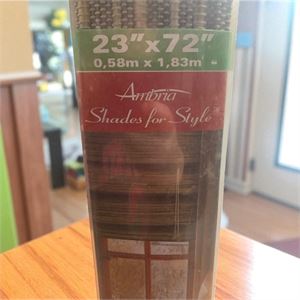 23"x72"
0,58m x 1,83m
Ambria
Shades for Style